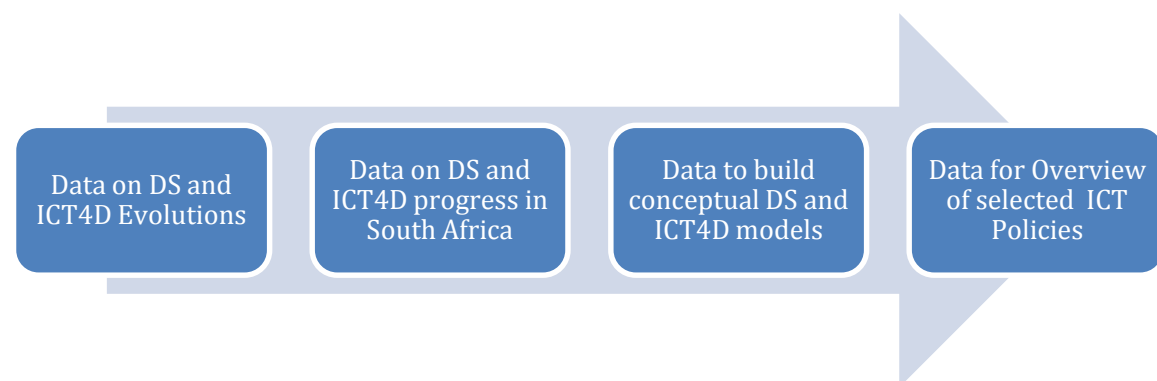 Data on DS and
ICT4D Evolutions
Data on DS and
ICT4D progress in
South Africa
Data to build
conceptual DS and
ICT4D models
Data for Overview
of selected ICT
Policies